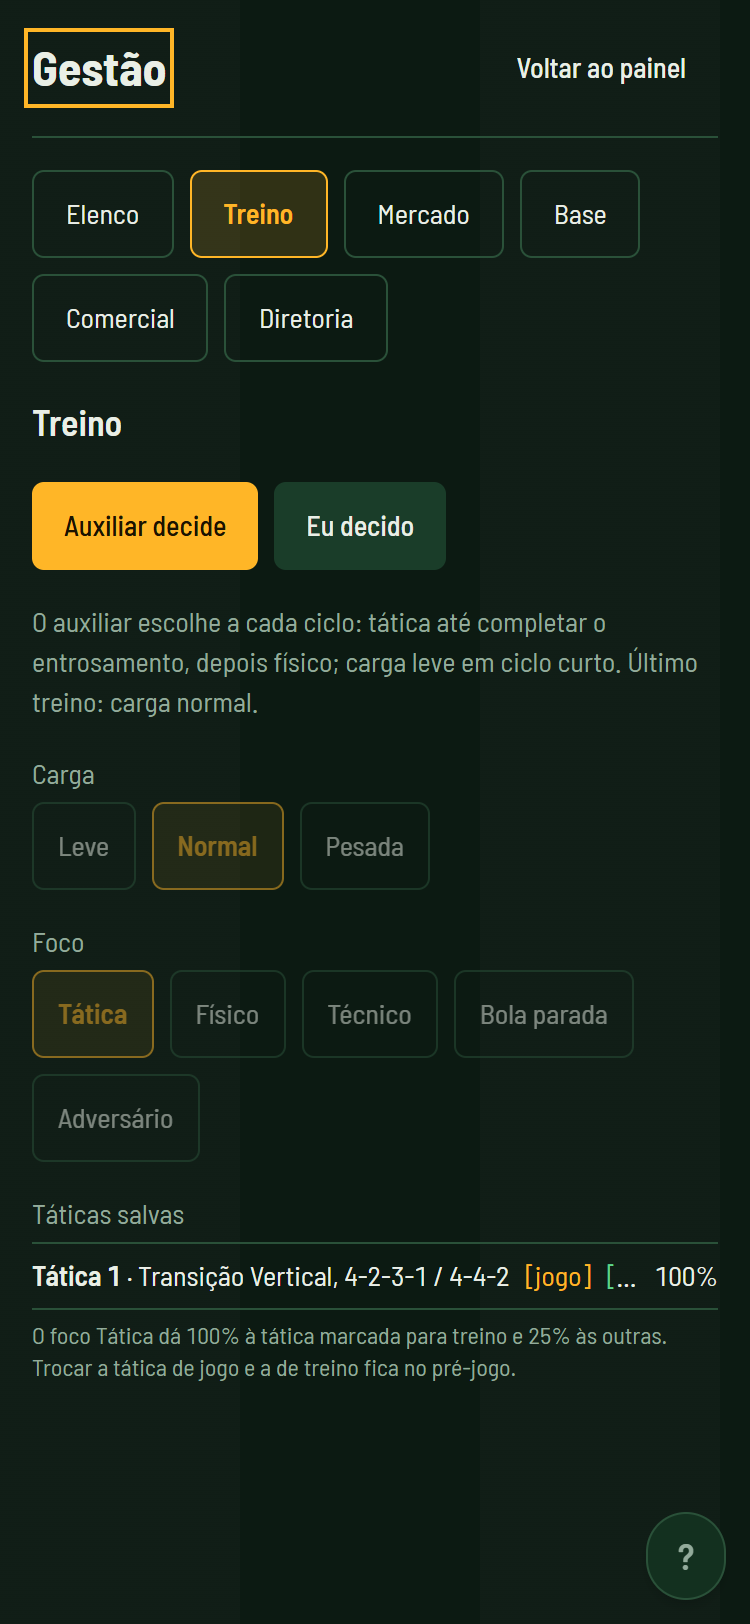 Gestão
Voltar ao painel
Elenco
Treino
Mercado
Base
Comercial
Diretoria
Treino
Auxiliar decide
Eu decido
O auxiliar escolhe a cada ciclo: tática até completar o
entrosamento, depois físico; carga leve em ciclo curto. Último
treino: carga normal.
Carga
Leve
Normal
Pesada
Foco
Tática
Físico
Técnico
Bola parada
Adversário
Táticas salvas
Tática 1 · Transição Vertical, 4-2-3-1 / 4-4-2 [jogo] [... 100%
O foco Tática dá 100% à tática marcada para treino e 25% às outras.
Trocar a tática de jogo e a de treino fica no pré-jogo.
?